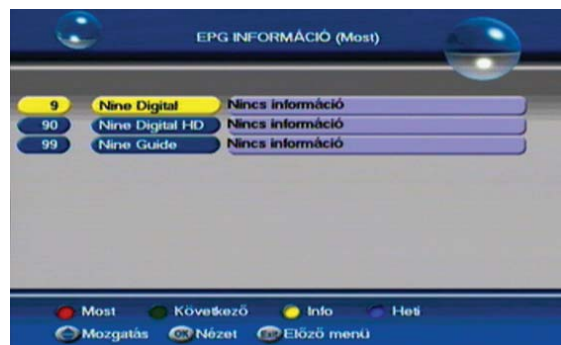 EPG INFORMÁCIÓ (Most)
9 Nine Digital Nincs információ
90 Nine Digital HD Nincs információ
99 Nine Guide Nincs információ
Most Következő Info Heti
Mozgatás OK Nézet Exit Előző menü